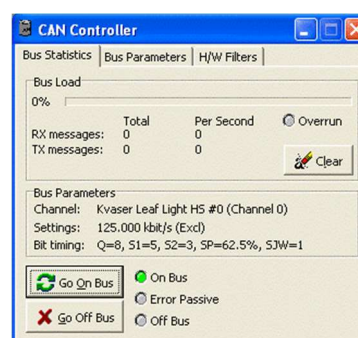 CAN Controller
Bus Statistics Bus Parameters H/W Filters
Bus Load
0%
Total Per Second Overrun
RX messages: 0 0
TX messages: 0 0
Clear
Bus Parameters
Channel: Kvaser Leaf Light HS #0 (Channel 0)
Settings: 125.000 kbit/s (Excl)
Bit timing: Q=8, S1=5, S2=3, SP=62.5%, SJW=1
Go On Bus On Bus
Error Passive
Go Off Bus Off Bus